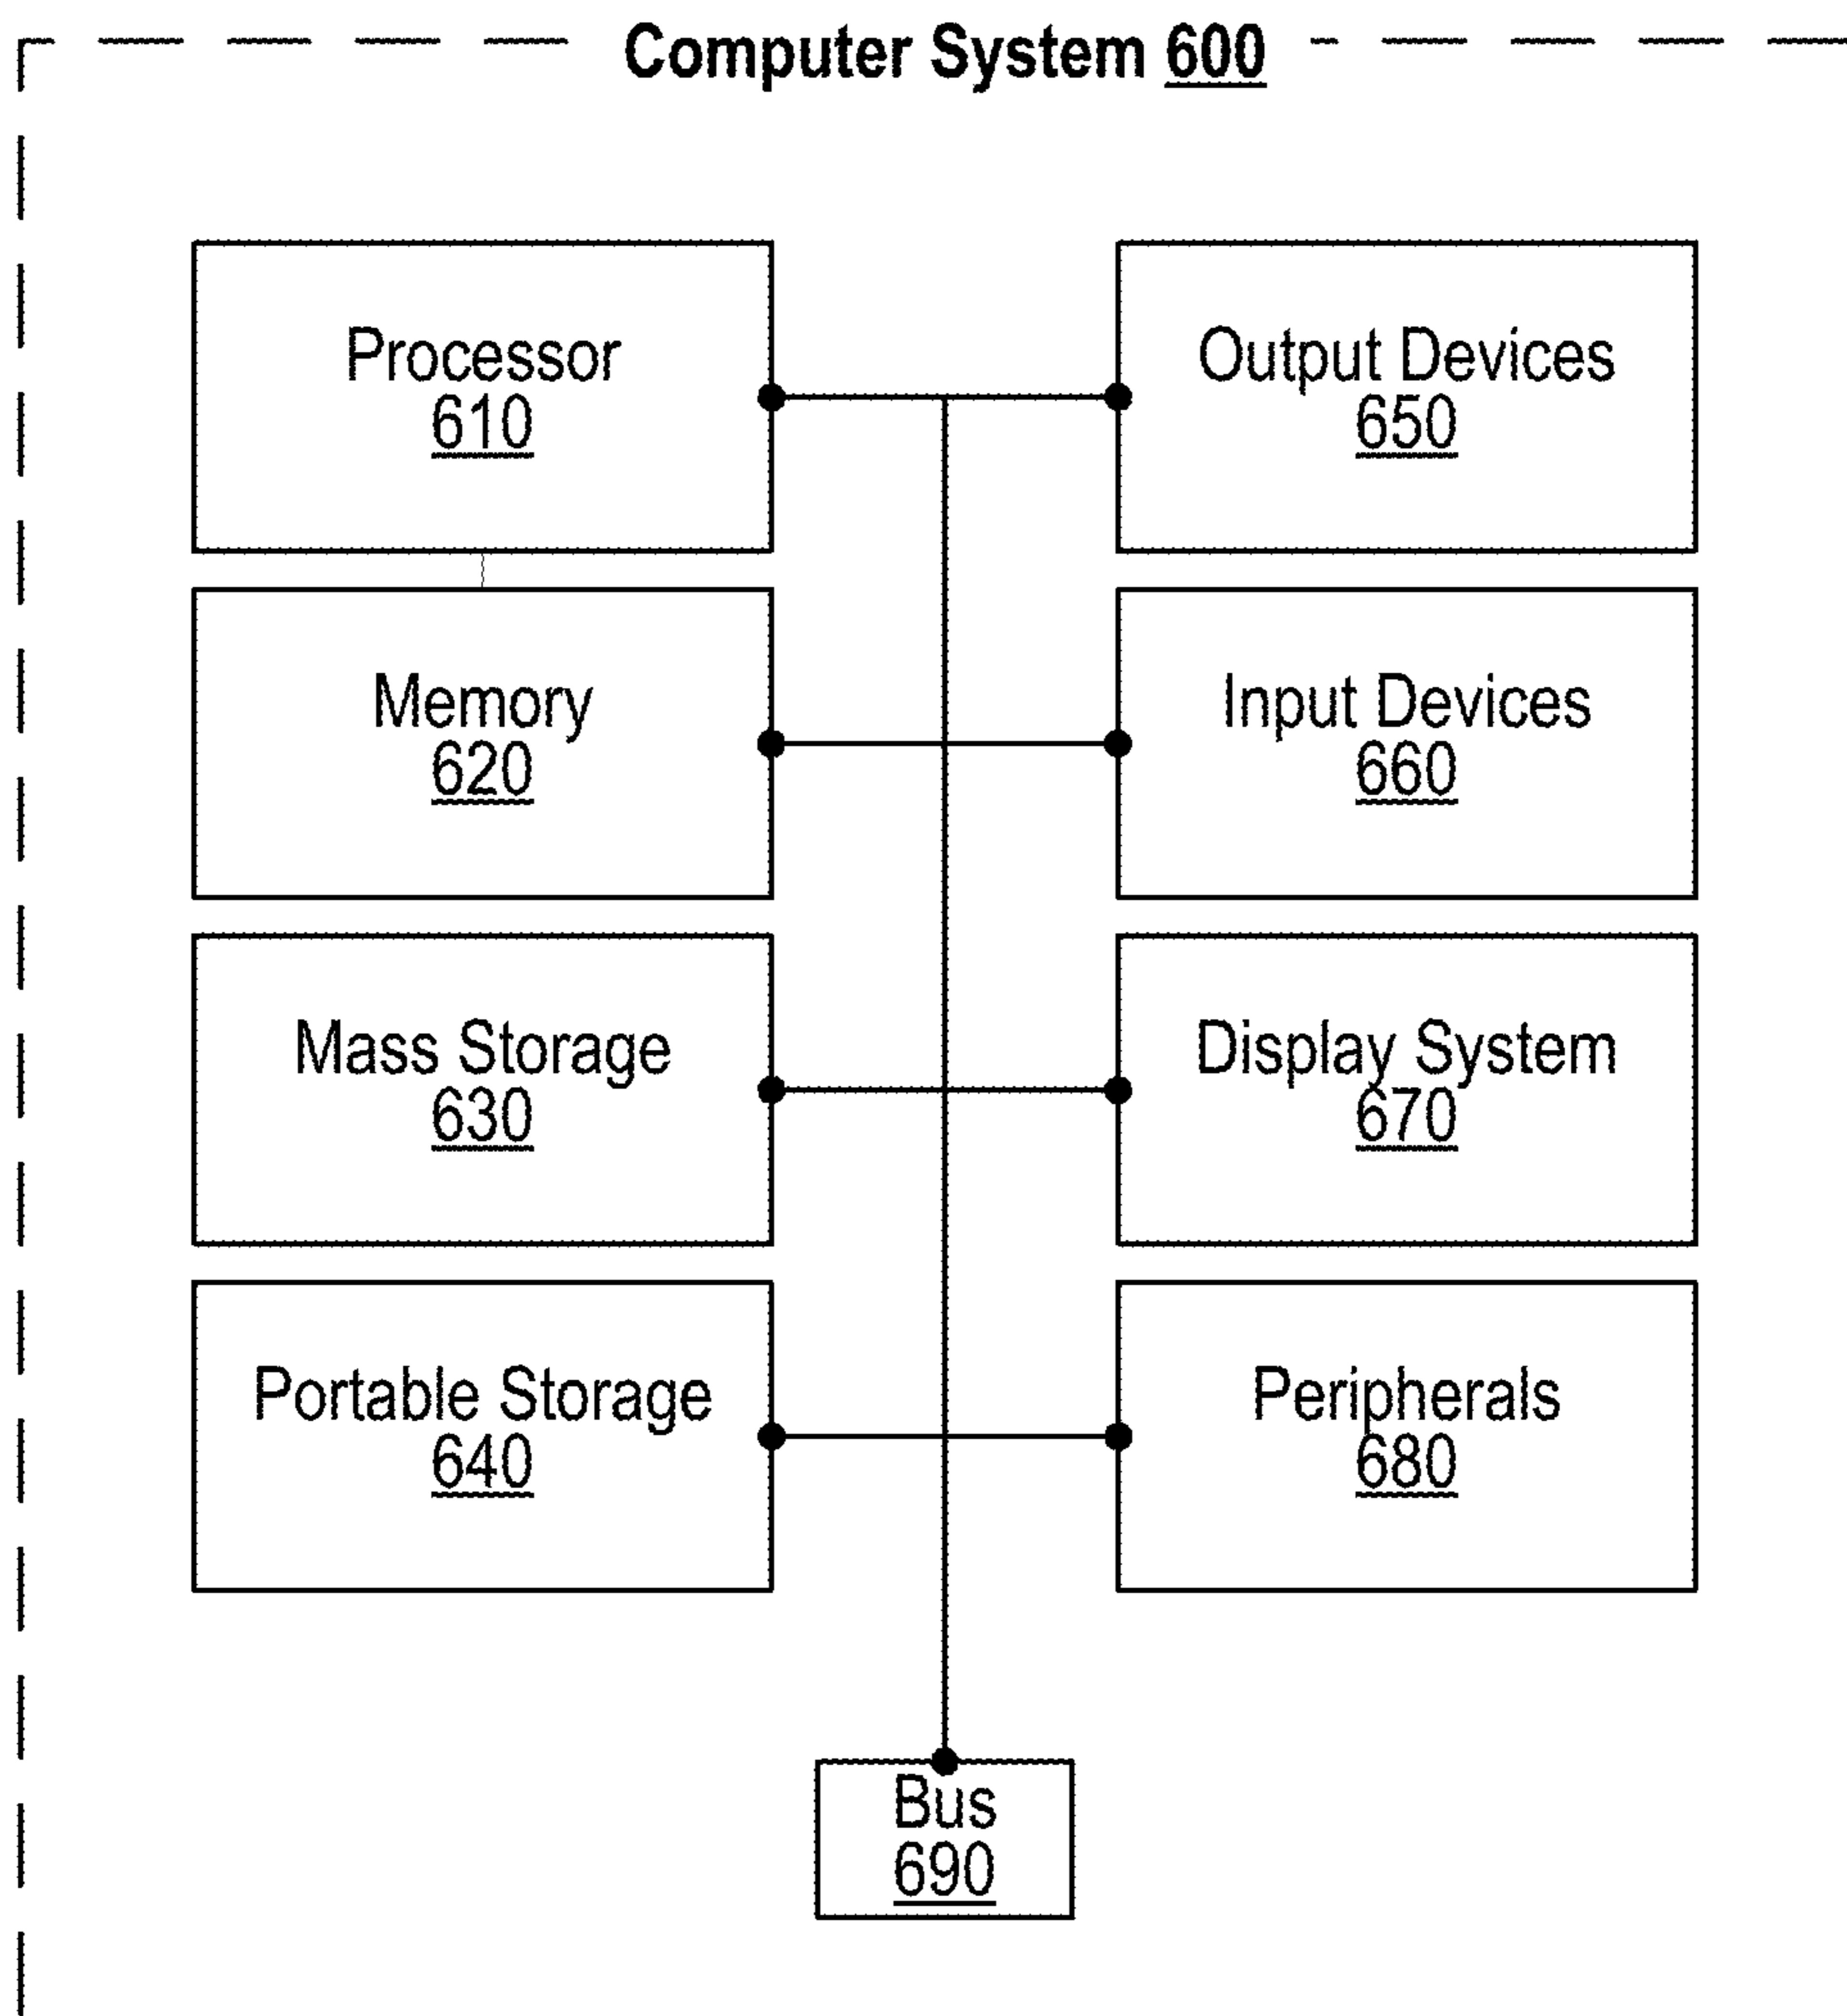 Computer System 600
Processor
610
Output Devices
650
Memory
620
Input Devices
660
Mass Storage
630
Display System
670
Portable Storage
640
Peripherals
680
Bus
690